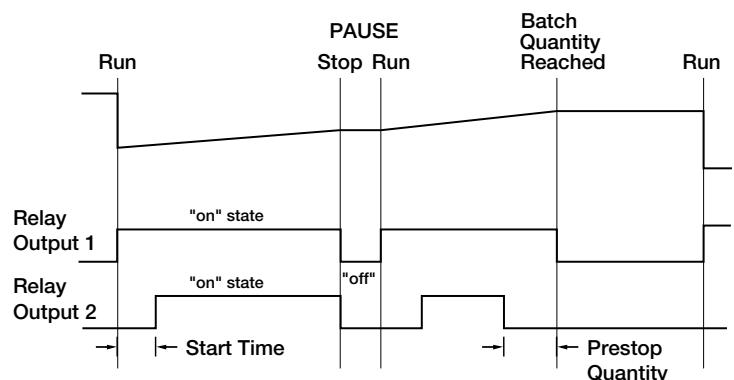 PAUSE
Batch
Quantity
Reached
Run
Stop Run
Run
Relay
Output 1
"on" state
"off"
Relay
Output 2
"on" state
Start Time
Prestop
Quantity